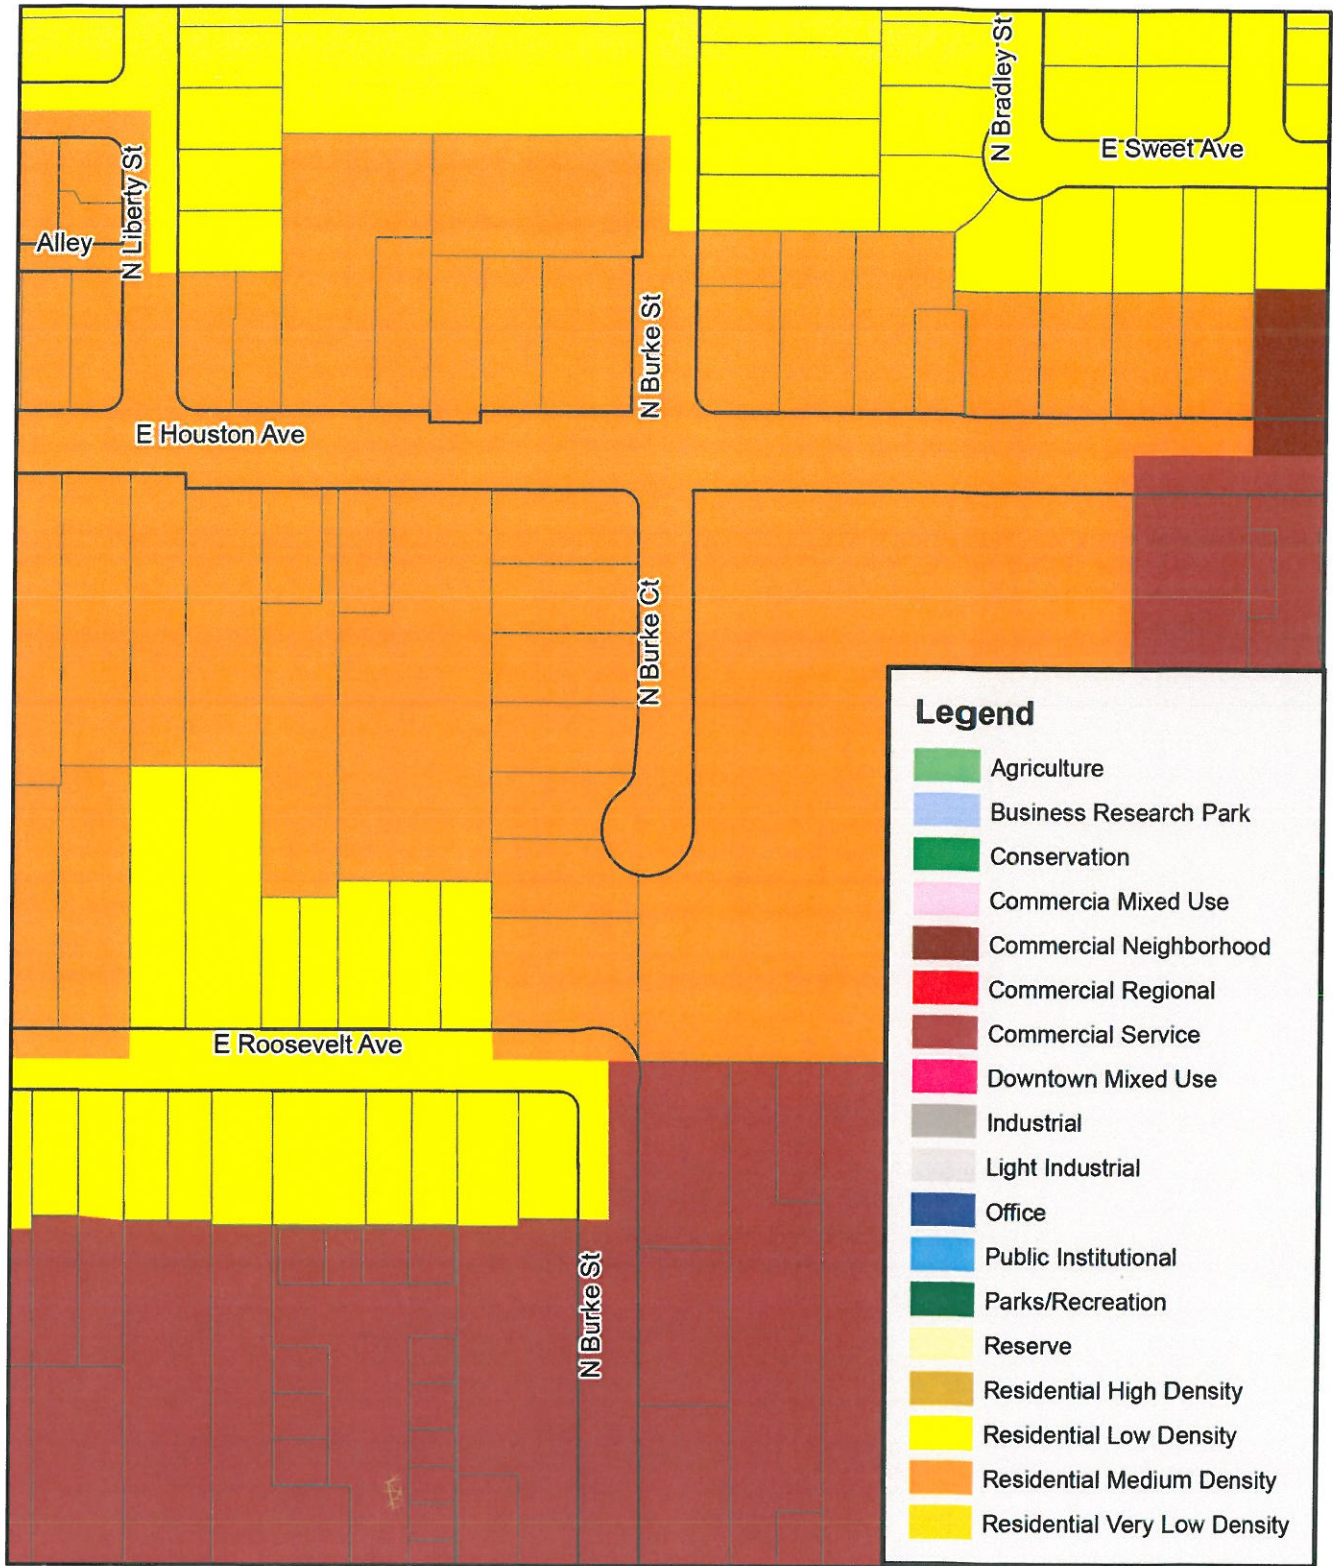 N Bradley St
E Sweet Ave
N Liberty St
Alley
N Burke St
E Houston Ave
N Burke Ct
E Roosevelt Ave
N Burke St
Legend
Agriculture
Business Research Park
Conservation
Commercia Mixed Use
Commercial Neighborhood
Commercial Regional
Commercial Service
Downtown Mixed Use
Industrial
Light Industrial
Office
Public Institutional
Parks/Recreation
Reserve
Residential High Density
Residential Low Density
Residential Medium Density
Residential Very Low Density